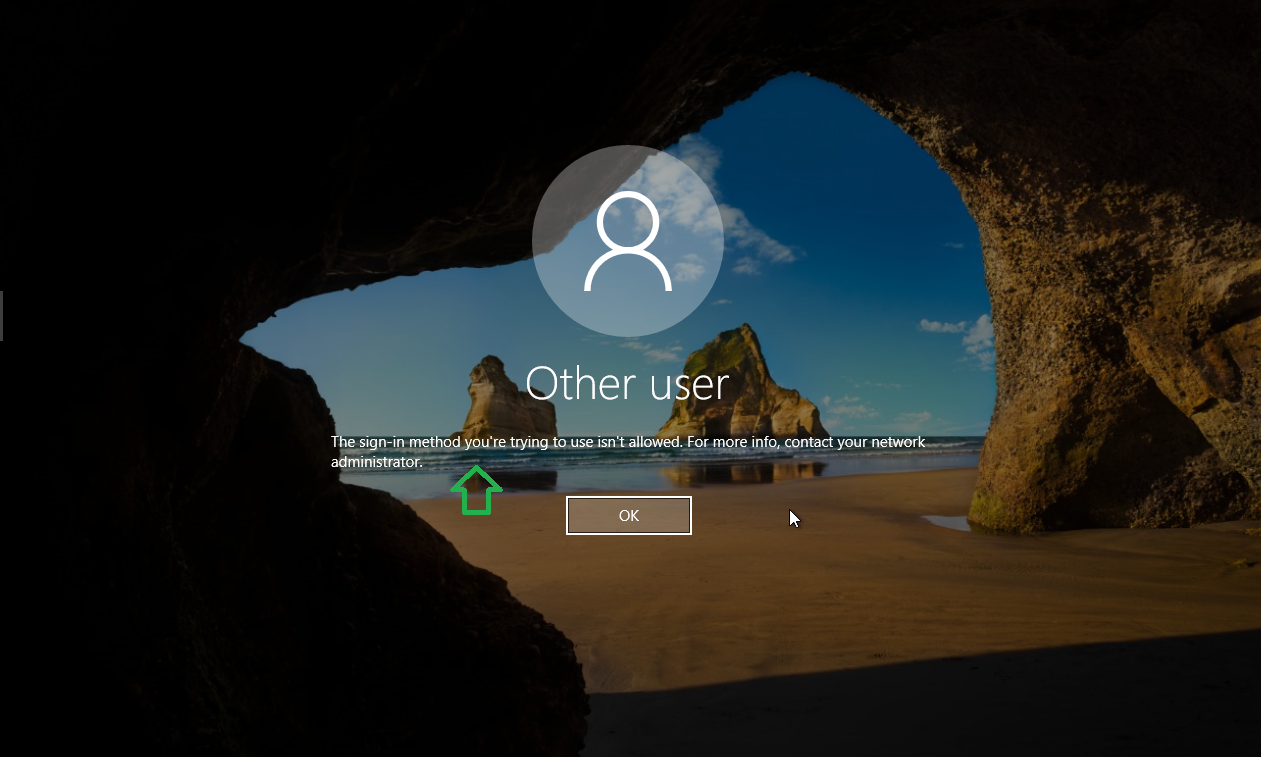 Other user
The sign-in method you're trying to use isn't allowed. For more info, contact your network
administrator.
OK